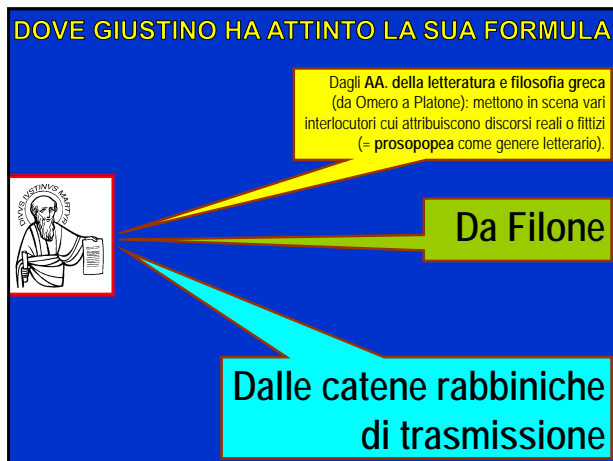 DOVE GIUSTINO HA ATTINTO LA SUA FORMULA
Dagli AA. della letteratura e filosofia greca
(da Omero a Platone): mettono in scena vari
interlocutori cui attribuiscono discorsi reali o fittizi
(= prosopopea come genere letterario).
DIVVS IVSTINVS MARTYR
Da Filone
Dalle catene rabbiniche
di trasmissione